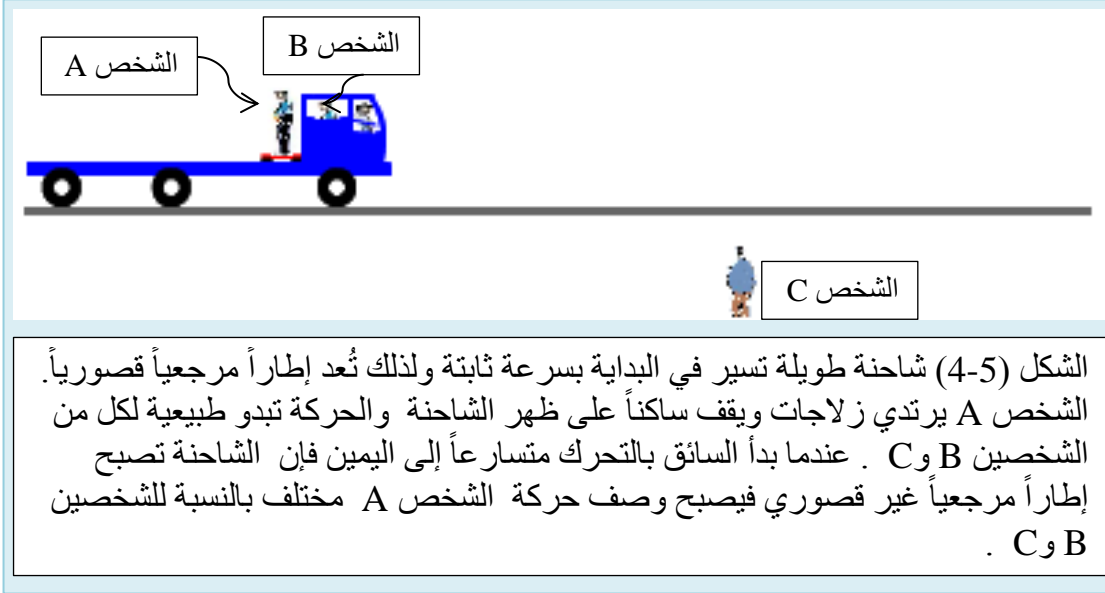 الشخص B
الشخص A
الشخص C
الشكل (4-5) شاحنة طويلة تسير في البداية بسرعة ثابتة ولذلك تُعد إطاراً مرجعياً قصورياً.
الشخص A يرتدي زلاجات ويقف ساكناً على ظهر الشاحنة والحركة تبدو طبيعية لكل من
الشخصين B وC . عندما بدأ السائق بالتحرك متسارعاً إلى اليمين فإن الشاحنة تصبح
إطاراً مرجعياً غير قصوري فيصبح وصف حركة الشخص A مختلف بالنسبة للشخصين
B وC .